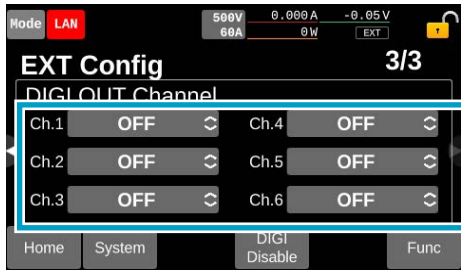 Mode LAN 500V 0.000A -0.05V
60A 0W EXT
EXT Config 3/3
DIGI OUT Channel
Ch.1 OFF Ch.4 OFF
Ch.2 OFF Ch.5 OFF
Ch.3 OFF Ch.6 OFF
Home System DIGI Disable Func